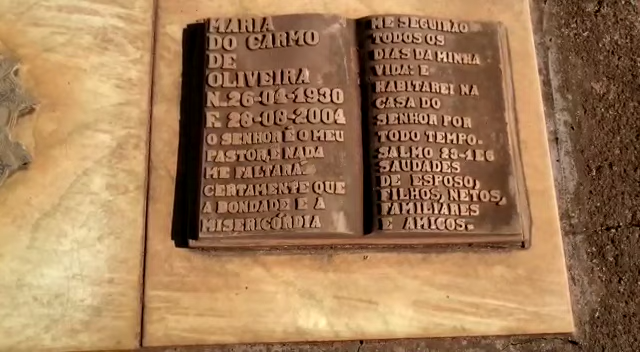 MARIA
DO CARMO
DE
OLIVEIRA
N.26-04-1930
F. 28-08-2004
O SENHOR É O MEU
PASTOR, E NADA
ME FALTARÁ.
CERTAMENTE QUE
A BONDADE E A
MISERICÓRDIA
ME SEGUIRÃO
TODOS OS
DIAS DA MINHA
VIDA: E
HABITAREI NA
CASA DO
SENHOR POR
TODO TEMPO.
SALMO 23-1E6
SAUDADES
DE ESPOSO,
FILHOS, NETOS,
FAMILIARES
E AMIGOS.